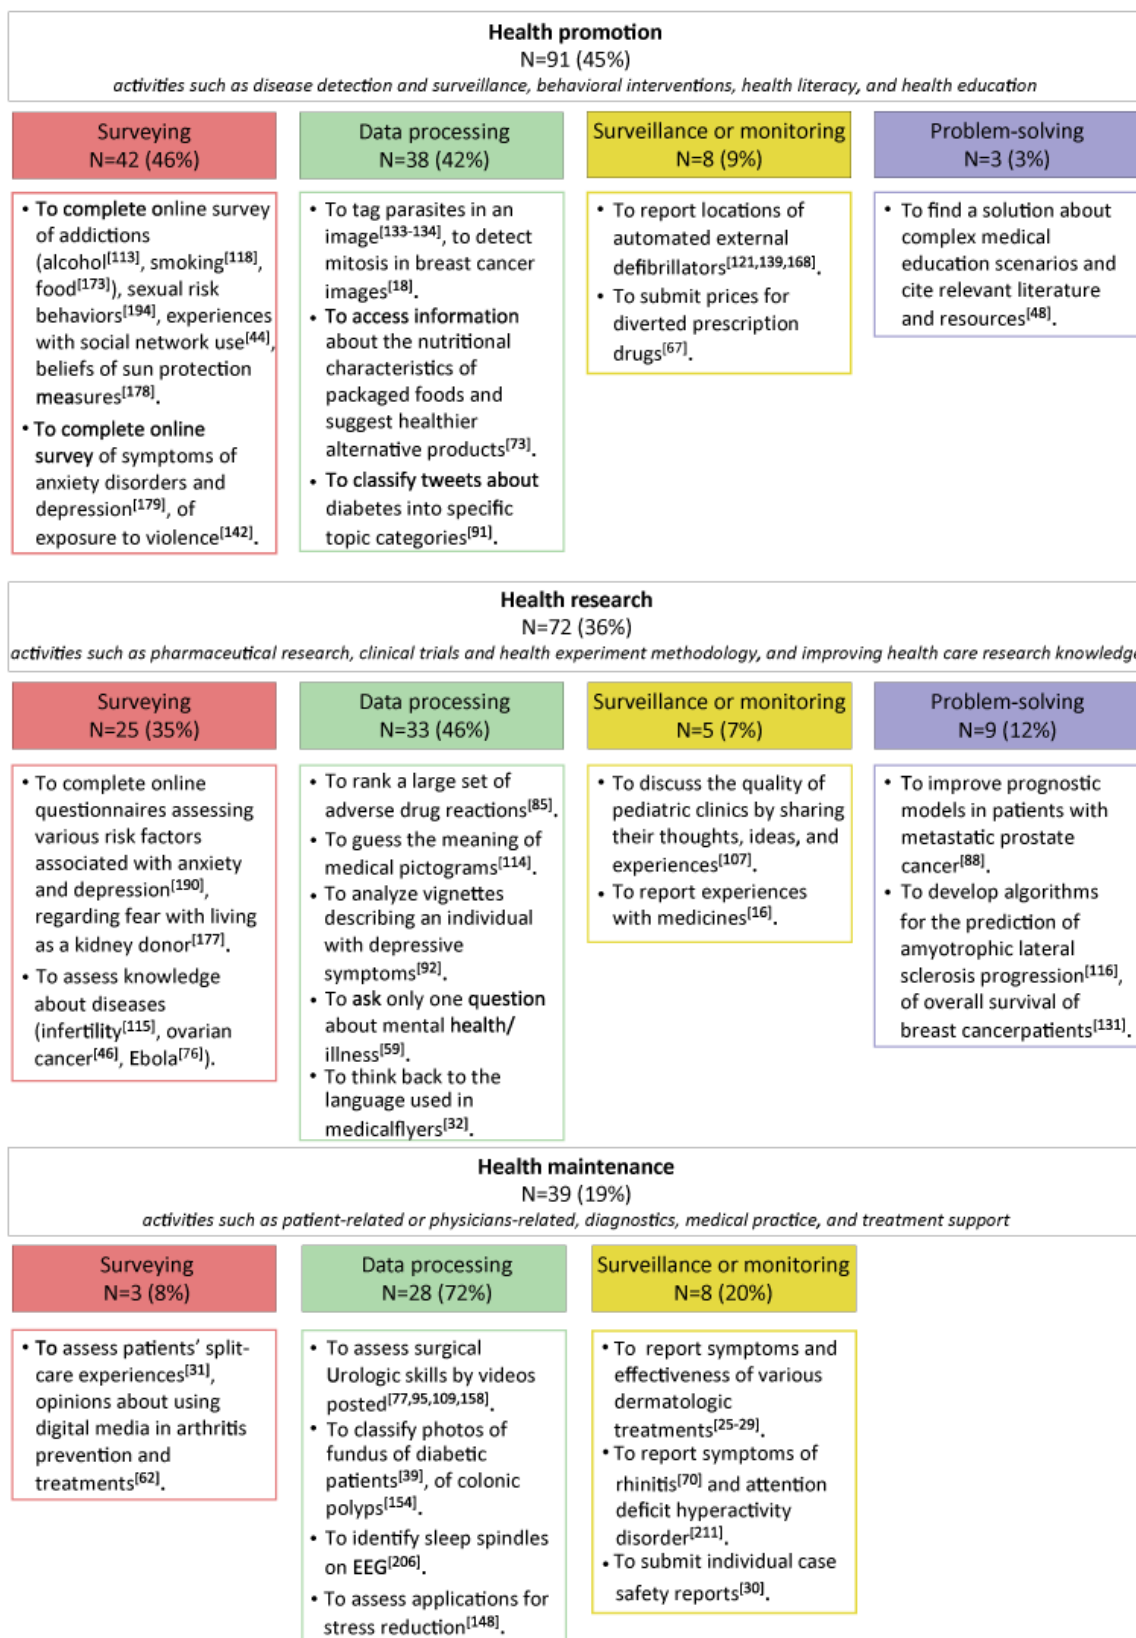 Health promotion
N=91 (45%)
activities such as disease detection and surveillance, behavioral interventions, health literacy, and health education
Surveying
N=42 (46%)
• To complete online survey
of addictions
(alcohol[113], smoking[118],
food[173]), sexual risk
behaviors[194], experiences
with social network use[44],
beliefs of sun protection
measures[178].
• To complete online
survey of symptoms of
anxiety disorders and
depression[179], of
exposure to violence[142].
Data processing
N=38 (42%)
• To tag parasites in an
image[133-134], to detect
mitosis in breast cancer
images[18].
• To access information
about the nutritional
characteristics of
packaged foods and
suggest healthier
alternative products[73].
• To classify tweets about
diabetes into specific
topic categories[91].
Surveillance or monitoring
N=8 (9%)
• To report locations of
automated external
defibrillators[121,139,168].
• To submit prices for
diverted prescription
drugs[67].
Problem-solving
N=3 (3%)
• To find a solution about
complex medical
education scenarios and
cite relevant literature
and resources[48].
Health research
N=72 (36%)
activities such as pharmaceutical research, clinical trials and health experiment methodology, and improving health care research knowledge
Surveying
N=25 (35%)
• To complete online
questionnaires assessing
various risk factors
associated with anxiety
and depression[190],
regarding fear with living
as a kidney donor[177].
• To assess knowledge
about diseases
(infertility[115], ovarian
cancer[46], Ebola[76]).
Data processing
N=33 (46%)
• To rank a large set of
adverse drug reactions[85].
• To guess the meaning of
medical pictograms[114].
• To analyze vignettes
describing an individual
with depressive
symptoms[92].
• To ask only one question
about mental health/
illness[59].
• To think back to the
language used in
medicalflyers[32].
Surveillance or monitoring
N=5 (7%)
• To discuss the quality of
pediatric clinics by sharing
their thoughts, ideas, and
experiences[107].
• To report experiences
with medicines[16].
Problem-solving
N=9 (12%)
• To improve prognostic
models in patients with
metastatic prostate
cancer[88].
• To develop algorithms
for the prediction of
amyotrophic lateral
sclerosis progression[116],
of overall survival of
breast cancerpatients[131].
Health maintenance
N=39 (19%)
activities such as patient-related or physicians-related, diagnostics, medical practice, and treatment support
Surveying
N=3 (8%)
• To assess patients’ split-
care experiences[31],
opinions about using
digital media in arthritis
prevention and
treatments[62].
Data processing
N=28 (72%)
• To assess surgical
Urologic skills by videos
posted[77,95,109,158].
• To classify photos of
fundus of diabetic
patients[39], of colonic
polyps[154].
• To identify sleep spindles
on EEG[206].
• To assess applications for
stress reduction[148].
Surveillance or monitoring
N=8 (20%)
• To report symptoms and
effectiveness of various
dermatologic
treatments[25-29].
• To report symptoms of
rhinitis[70] and attention
deficit hyperactivity
disorder[211].
• To submit individual case
safety reports[30].